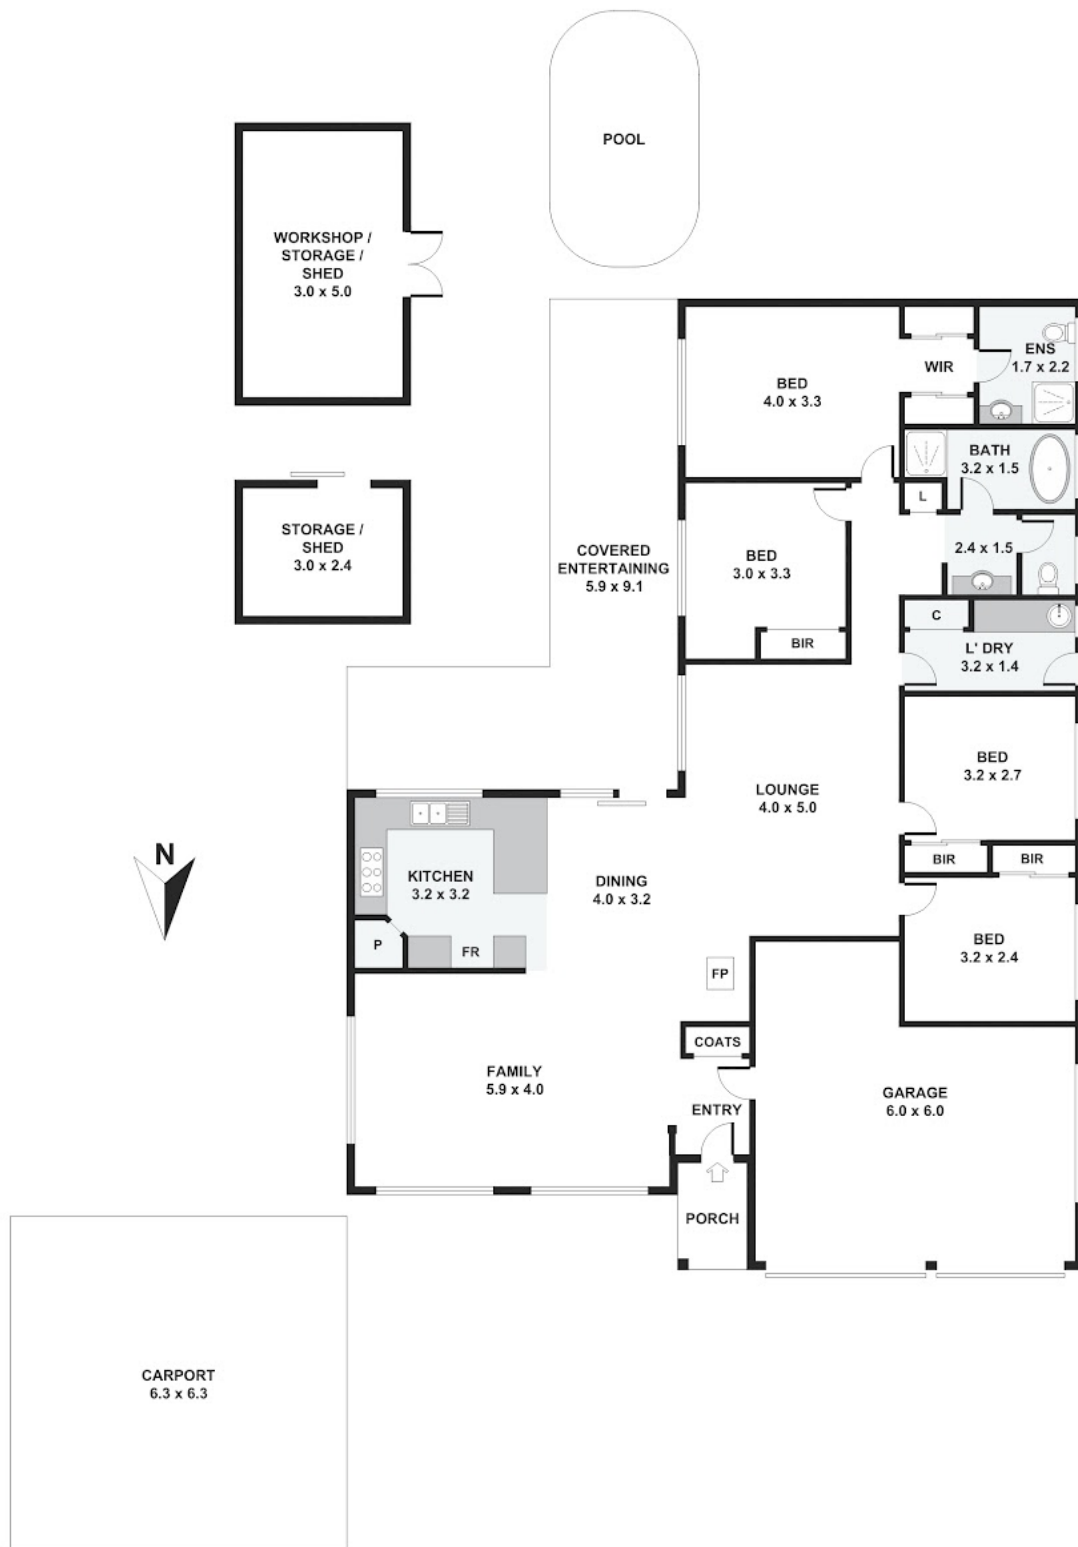 POOL
WORKSHOP /
STORAGE /
SHED
3.0 x 5.0
BED
4.0 x 3.3
WIR
ENS
1.7 x 2.2
BATH
3.2 x 1.5
L
STORAGE /
SHED
3.0 x 2.4
COVERED
ENTERTAINING
5.9 x 9.1
BED
3.0 x 3.3
2.4 x 1.5
BIR
C
L' DRY
3.2 x 1.4
LOUNGE
4.0 x 5.0
BED
3.2 x 2.7
BIR
BIR
N
KITCHEN
3.2 x 3.2
DINING
4.0 x 3.2
P
FR
BED
3.2 x 2.4
FP
COATS
FAMILY
5.9 x 4.0
ENTRY
GARAGE
6.0 x 6.0
PORCH
CARPORT
6.3 x 6.3